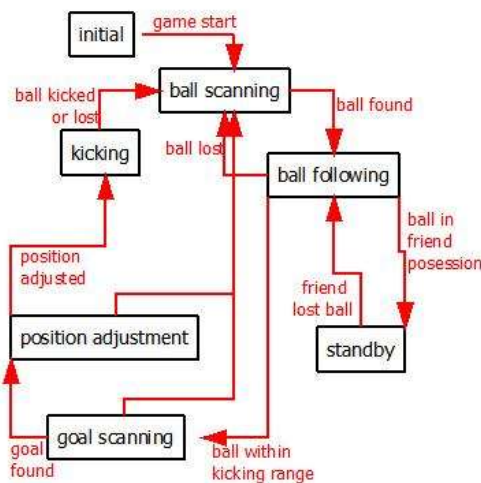 initial
game start
ball scanning
ball kicked
or lost
ball found
kicking
ball lost
ball following
position
adjusted
ball in
friend
posession
friend
lost ball
position adjustment
standby
goal scanning
goal
found
ball within
kicking range